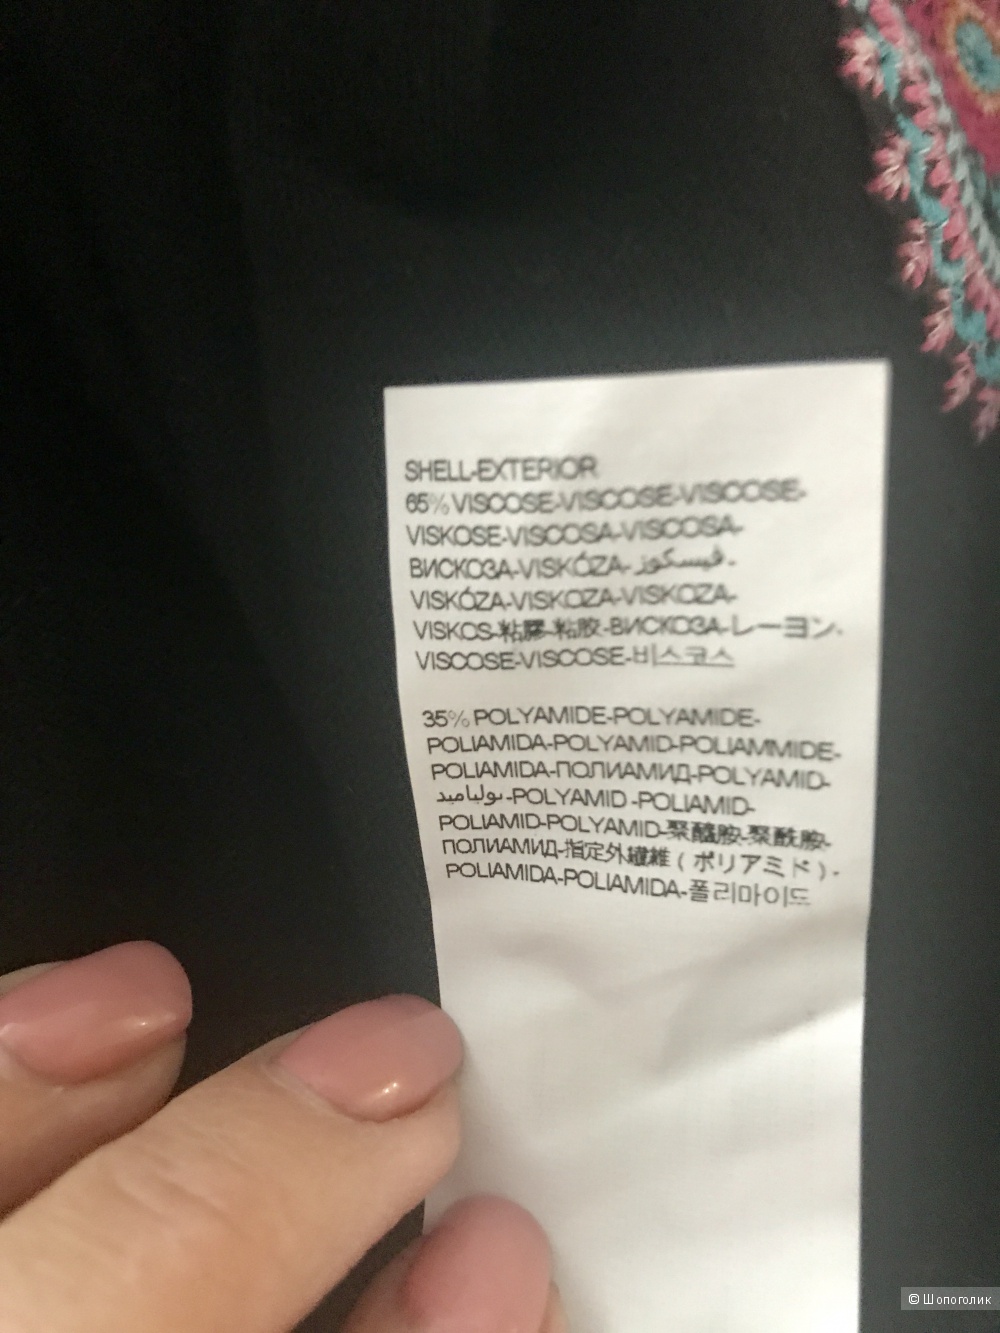 SHELL-EXTERIOR
65% VISCOSE-VISCOSE-VISCOSE-
VISKOSE-VISCOSA-VISCOSA-
ВИСКОЗА-VISKÓZA-فيسكوز-
VISKÓZA-VISKOZA-VISKOZA-
VISKOS-粘膠-粘胶-ВИСКОЗА-レーヨン-
VISCOSE-VISCOSE-비스코스
35% POLYAMIDE-POLYAMIDE-
POLIAMIDA-POLYAMID-POLIAMMIDE-
POLIAMIDA-ПОЛИАМИД-POLYAMID-
بولياميد-POLYAMID -POLIAMID-
POLIAMID-POLYAMID-聚醯胺-聚酰胺-
ПОЛИАМИД-指定外繊維 ( ポリアミド ) -
POLIAMIDA-POLIAMIDA-폴리마이드
© Шопоголик